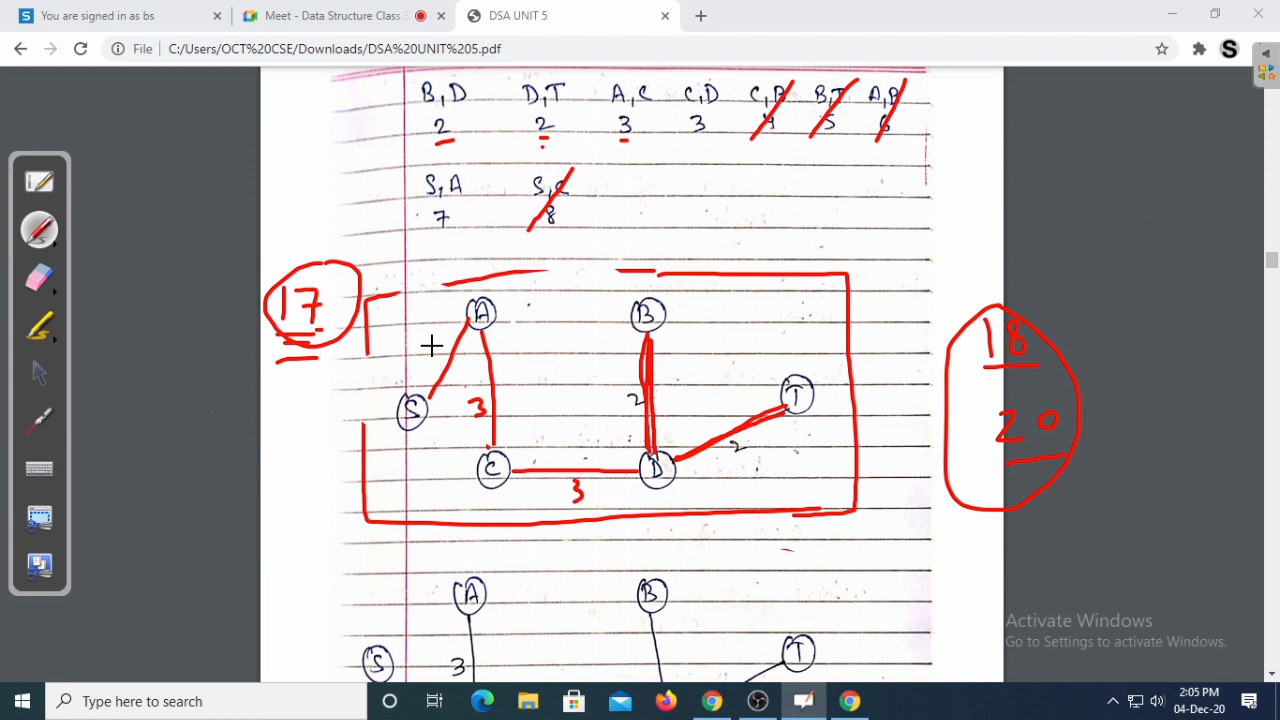 You are signed in as bs
Meet - Data Structure Class
DSA UNIT 5
File C:/Users/OCT%20CSE/Downloads/DSA%20UNIT%205.pdf
B,D D,T A,C C,D C,B B,T A,B
2 2 3 3 4 5 6
S,A S,C
7 8
17
A B
18
S 3 2 T
20
C D 2
3
A B
S 3 T
Activate Windows
Go to Settings to activate Windows.
Type here to search
2:05 PM
04-Dec-20